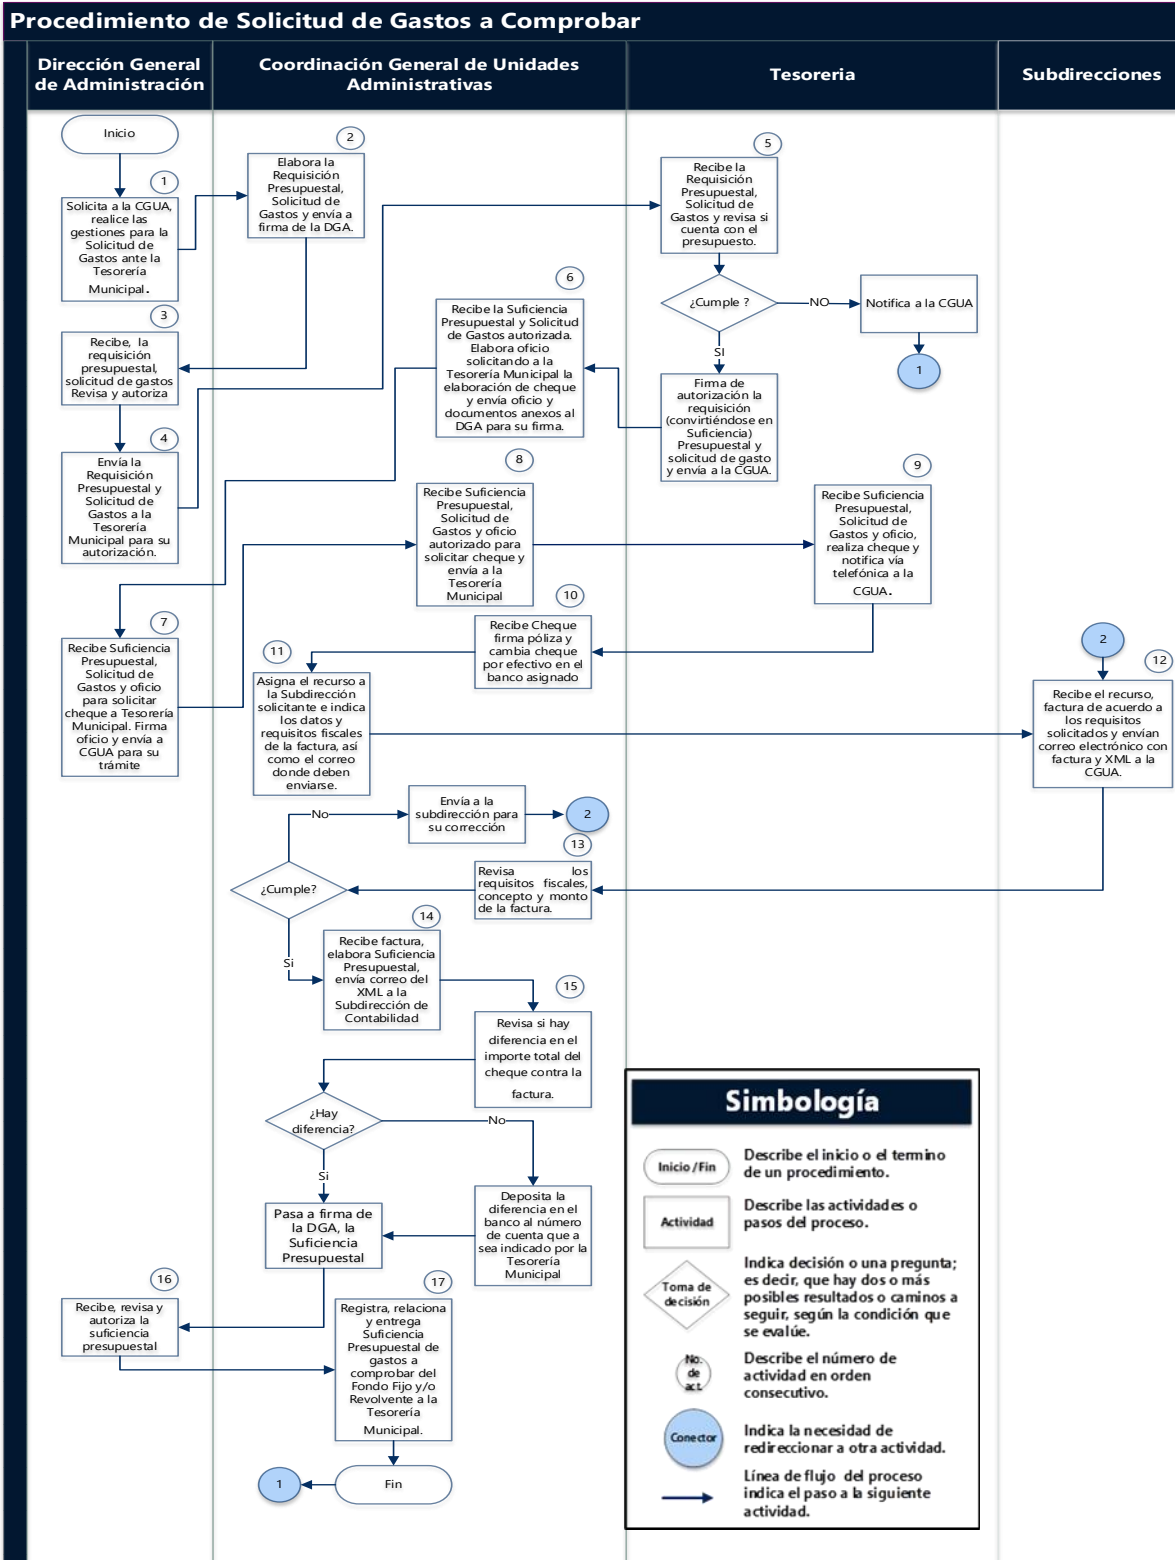 Procedimiento de Solicitud de Gastos a Comprobar
Dirección General
de Administración
Coordinación General de Unidades
Administrativas
Tesoreria
Subdirecciones
Inicio
1
Solicita a la CGUA,
realice las
gestiones para la
Solicitud de
Gastos ante la
Tesorería
Municipal.
2
Elabora la
Requisición
Presupuestal,
Solicitud de
Gastos y envía a
firma de la DGA.
3
Recibe, la
requisición
presupuestal,
solicitud de gastos
Revisa y autoriza
4
Envía la
Requisición
Presupuestal y
Solicitud de
Gastos a la
Tesorería
Municipal para su
autorización.
5
Recibe la
Requisición
Presupuestal,
Solicitud de
Gastos y revisa si
cuenta con el
presupuesto.
¿Cumple ?
NO
Notifica a la CGUA
1
SI
Firma de
autorización la
requisición
(convirtiéndose en
Suficiencia)
Presupuestal y
solicitud de gasto
y envía a la CGUA.
6
Recibe la Suficiencia
Presupuestal y Solicitud
de Gastos autorizada.
Elabora oficio
solicitando a la
Tesorería Municipal la
elaboración de cheque
y envía oficio y
documentos anexos al
DGA para su firma.
7
Recibe Suficiencia
Presupuestal,
Solicitud de
Gastos y oficio
para solicitar
cheque a Tesorería
Municipal. Firma
oficio y envía a
CGUA para su
trámite
8
Recibe Suficiencia
Presupuestal,
Solicitud de
Gastos y oficio
autorizado para
solicitar cheque y
envía a la
Tesorería
Municipal
9
Recibe Suficiencia
Presupuestal,
Solicitud de
Gastos y oficio,
realiza cheque y
notifica vía
telefónica a la
CGUA.
10
Recibe Cheque
firma póliza y
cambia cheque
por efectivo en el
banco asignado
11
Asigna el recurso a
la Subdirección
solicitante e indica
los datos y
requisitos fiscales
de la factura, así
como el correo
donde deben
enviarse.
2
12
Recibe el recurso,
factura de acuerdo a
los requisitos
solicitados y envían
correo electrónico con
factura y XML a la
CGUA.
13
Revisa los
requisitos fiscales,
concepto y monto
de la factura.
¿Cumple?
No
Envía a la
subdirección para
su corrección
2
Si
14
Recibe factura,
elabora Suficiencia
Presupuestal,
envía correo del
XML a la
Subdirección de
Contabilidad
15
Revisa si hay
diferencia en el
importe total del
cheque contra la
factura.
¿Hay
diferencia?
No
Deposita la
diferencia en el
banco al número
de cuenta que a
sea indicado por la
Tesorería
Municipal
Si
Pasa a firma de
la DGA, la
Suficiencia
Presupuestal
16
Recibe, revisa y
autoriza la
suficiencia
presupuestal
17
Registra, relaciona
y entrega
Suficiencia
Presupuestal de
gastos a
comprobar del
Fondo Fijo y/o
Revolvente a la
Tesorería
Municipal.
Fin
1
Simbología
Inicio /Fin
Describe el inicio o el termino
de un procedimiento.
Actividad
Describe las actividades o
pasos del proceso.
Toma de
decisión
Indica decisión o una pregunta;
es decir, que hay dos o más
posibles resultados o caminos a
seguir, según la condición que
se evalúe.
No.
de
act.
Describe el número de
actividad en orden
consecutivo.
Conector
Indica la necesidad de
redireccionar a otra actividad.
Línea de flujo del proceso
indica el paso a la siguiente
actividad.